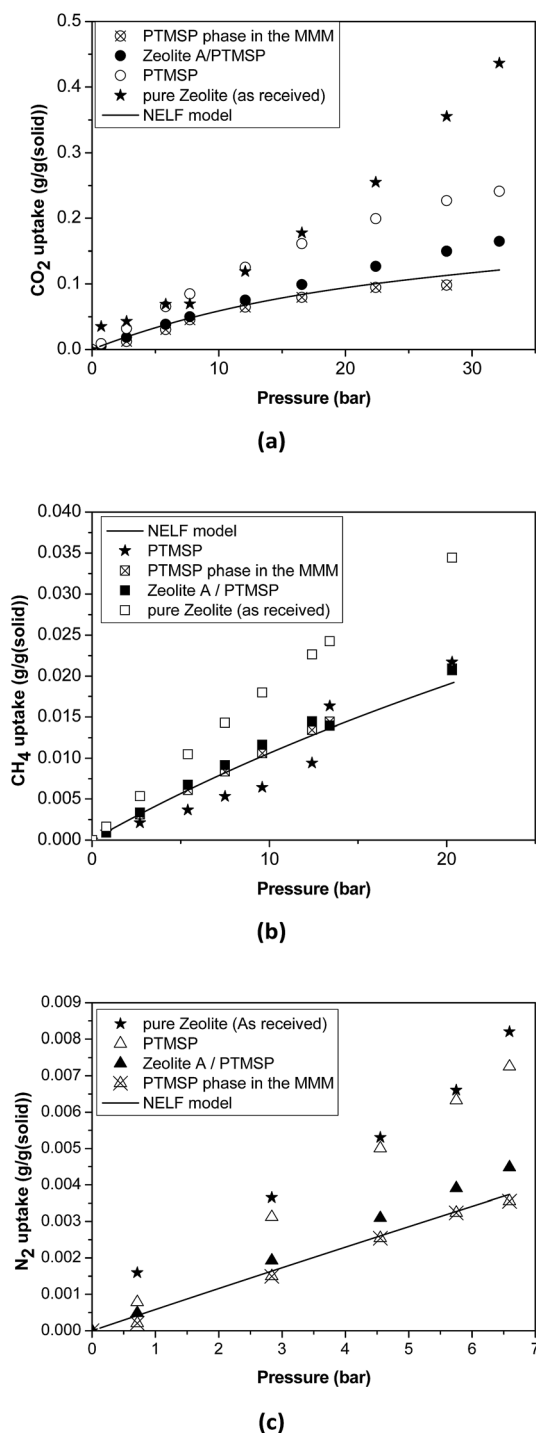 0.5
0.4
0.3
0.2
0.1
0.0
CO2 uptake (g/g(solid))
PTMSP phase in the MMM
Zeolite A/PTMSP
PTMSP
pure Zeolite (as received)
NELF model
0 10 20 30
Pressure (bar)
(a)
0.040
0.035
0.030
0.025
0.020
0.015
0.010
0.005
0.000
CH4 uptake (g/g(solid))
NELF model
PTMSP
PTMSP phase in the MMM
Zeolite A / PTMSP
pure Zeolite (as received)
0 10 20
Pressure (bar)
(b)
0.009
0.008
0.007
0.006
0.005
0.004
0.003
0.002
0.001
0.000
N2 uptake (g/g(solid))
pure Zeolite (As received)
PTMSP
Zeolite A / PTMSP
PTMSP phase in the MMM
NELF model
0 1 2 3 4 5 6 7
Pressure (bar)
(c)